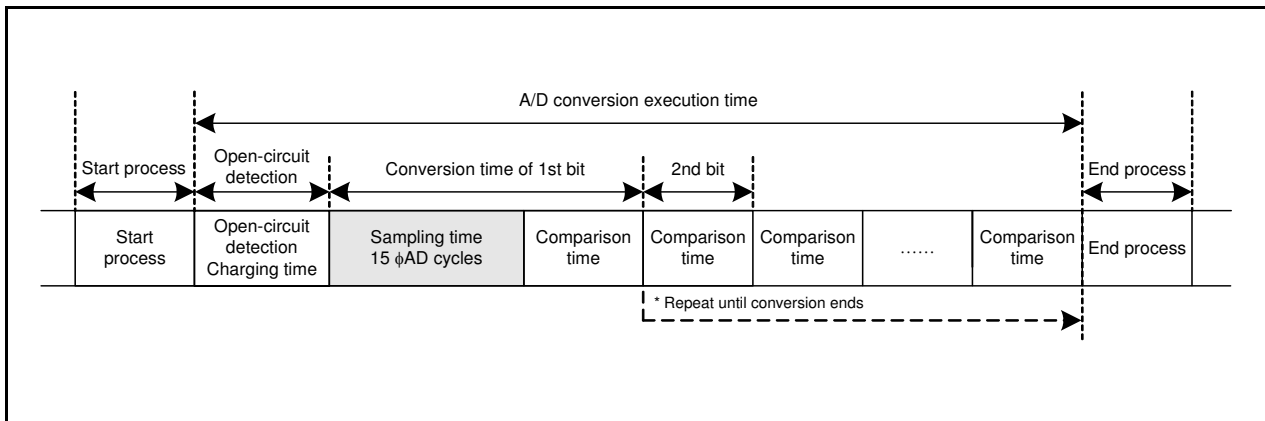 A/D conversion execution time
Start process
Open-circuit
detection
Conversion time of 1st bit
2nd bit
End process
Start
process
Open-circuit
detection
Charging time
Sampling time
15 ϕAD cycles
Comparison
time
Comparison
time
Comparison
time
......
Comparison
time
End process
* Repeat until conversion ends